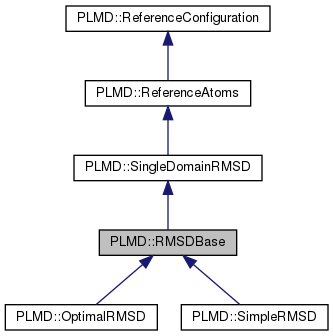 PLMD::ReferenceConfiguration
PLMD::ReferenceAtoms
PLMD::SingleDomainRMSD
PLMD::RMSDBase
PLMD::OptimalRMSD
PLMD::SimpleRMSD